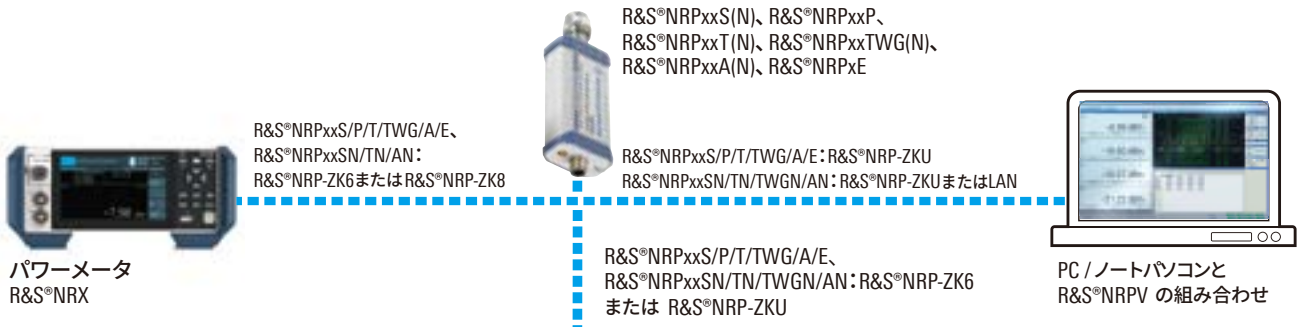 R&S®NRPxxS(N)、R&S®NRPxxP、
R&S®NRPxxT(N)、R&S®NRPxxTWG(N)、
R&S®NRPxxA(N)、R&S®NRPxE
R&S®NRPxxS/P/T/TWG/A/E、
R&S®NRPxxSN/TN/AN：
R&S®NRP-ZK6またはR&S®NRP-ZK8
R&S®NRPxxS/P/T/TWG/A/E：R&S®NRP-ZKU
R&S®NRPxxSN/TN/TWGN/AN：R&S®NRP-ZKUまたはLAN
パワーメータ
R&S®NRX
R&S®NRPxxS/P/T/TWG/A/E、
R&S®NRPxxSN/TN/TWGN/AN：R&S®NRP-ZK6
または R&S®NRP-ZKU
PC /ノートパソコンと
R&S®NRPV の組み合わせ